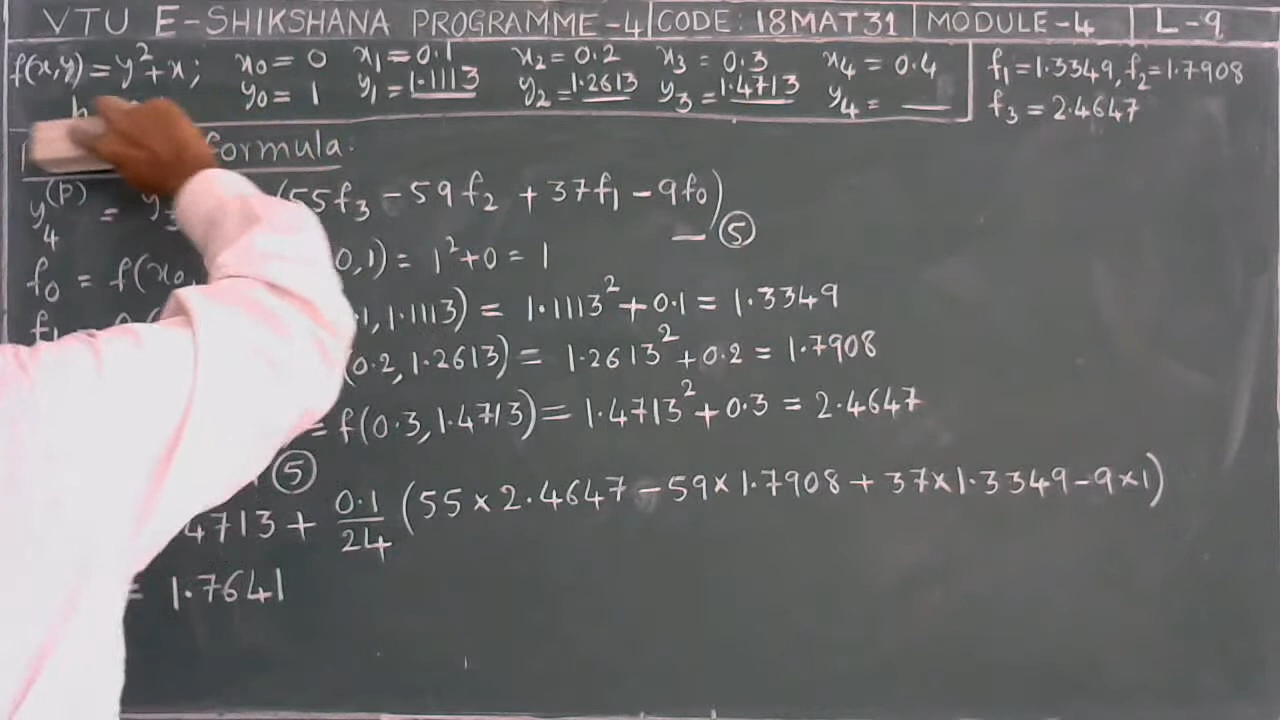 VTU E-SHIKSHANA PROGRAMME-4 CODE: 18MAT31 MODULE-4 L-9
f(x,y) = y²+x; x0 = 0 x1 = 0.1 x2 = 0.2 x3 = 0.3 x4 = 0.4 f1 = 1.3349, f2 = 1.7908
h y0 = 1 y1 = 1.1113 y2 = 1.2613 y3 = 1.4713 y4 = __ f3 = 2.4647
formula:
y4^(P) = y3 (55f3 - 59f2 + 37f1 - 9f0)
— ⑤
f0 = f(x0, 0,1) = 1²+0 = 1
f1 .1, 1.1113) = 1.1113² + 0.1 = 1.3349
(0.2, 1.2613) = 1.2613² + 0.2 = 1.7908
= f(0.3, 1.4713) = 1.4713² + 0.3 = 2.4647
⑤
4713 + 0.1/24 (55 × 2.4647 - 59 × 1.7908 + 37 × 1.3349 - 9 × 1)
= 1.7641